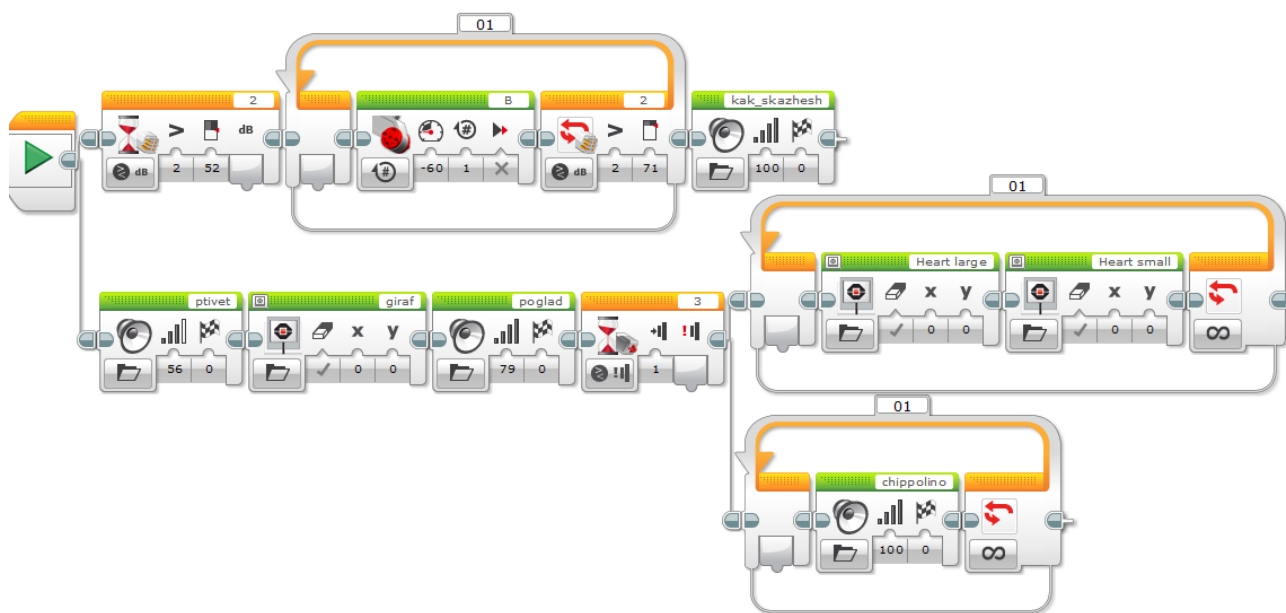 01
2
B
2
kak_skazhesh
> dB
#
>
dB 2 52
# -60 1
dB 2 71
100 0
01
Heart large
Heart small
x y
x y
0 0
0 0
∞
ptivet
giraf
poglad
3
x y
!
56 0
0 0
79 0
! 1
01
chippolino
100 0
∞